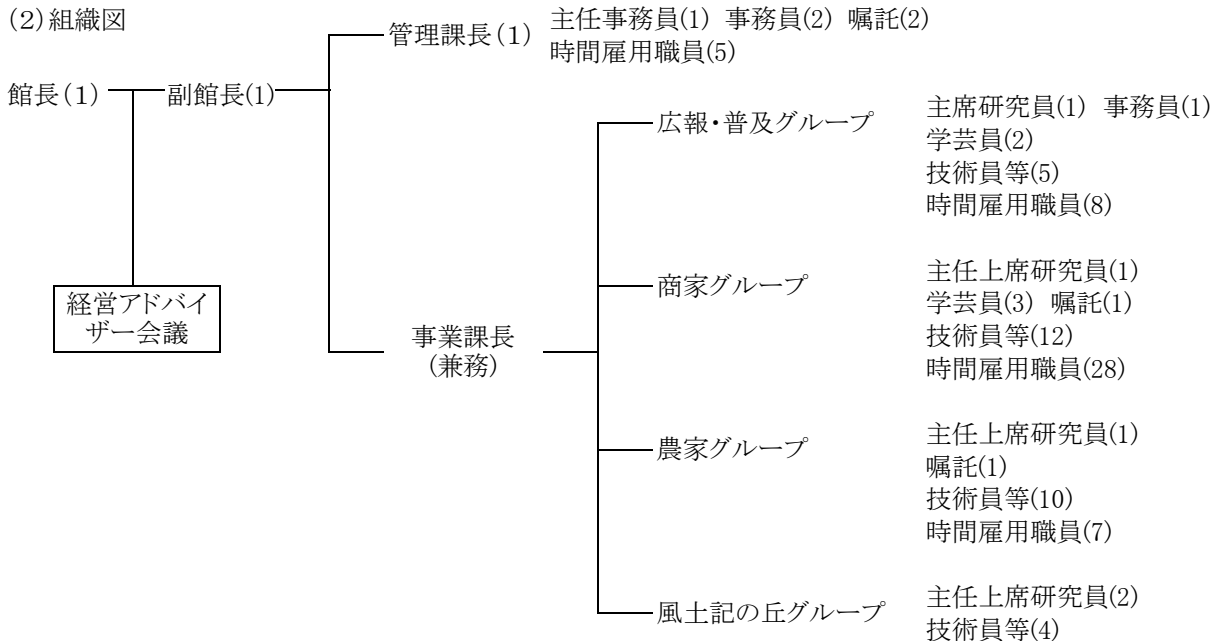 (2)組織図
管理課長(1) 主任事務員(1) 事務員(2) 嘱託(2)
時間雇用職員(5)
館長(1) 副館長(1)
経営アドバイ
ザー会議
広報・普及グループ 主席研究員(1) 事務員(1)
学芸員(2)
技術員等(5)
時間雇用職員(8)
商家グループ 主任上席研究員(1)
学芸員(3) 嘱託(1)
技術員等(12)
時間雇用職員(28)
事業課長
(兼務)
農家グループ 主任上席研究員(1)
嘱託(1)
技術員等(10)
時間雇用職員(7)
風土記の丘グループ 主任上席研究員(2)
技術員等(4)